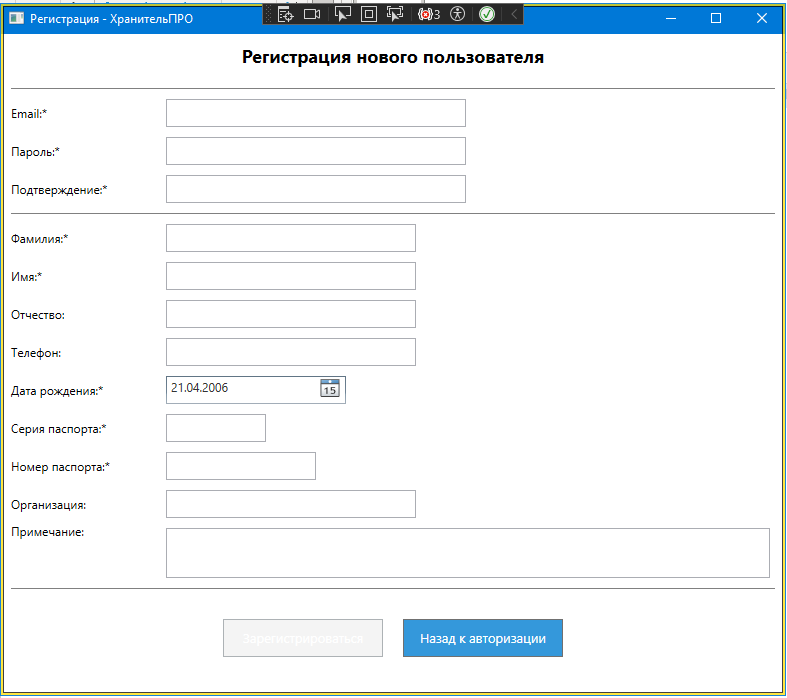 Регистрация - ХранительПРО
3
Регистрация нового пользователя
Email:*
Пароль:*
Подтверждение:*
Фамилия:*
Имя:*
Отчество:
Телефон:
Дата рождения:*
21.04.2006
15
Серия паспорта:*
Номер паспорта:*
Организация:
Примечание:
Зарегистрироваться
Назад к авторизации